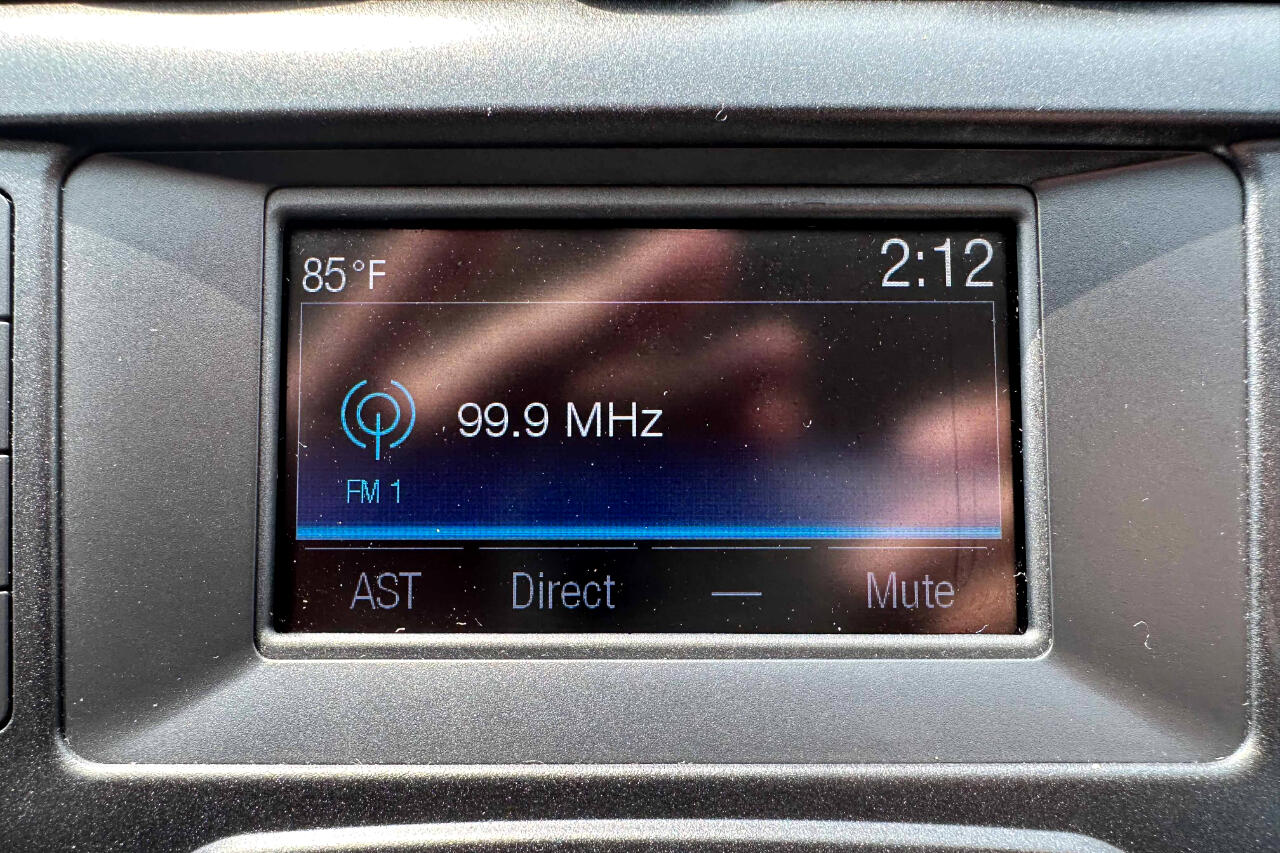 85°F 2:12
99.9 MHz
FM 1
AST Direct — Mute